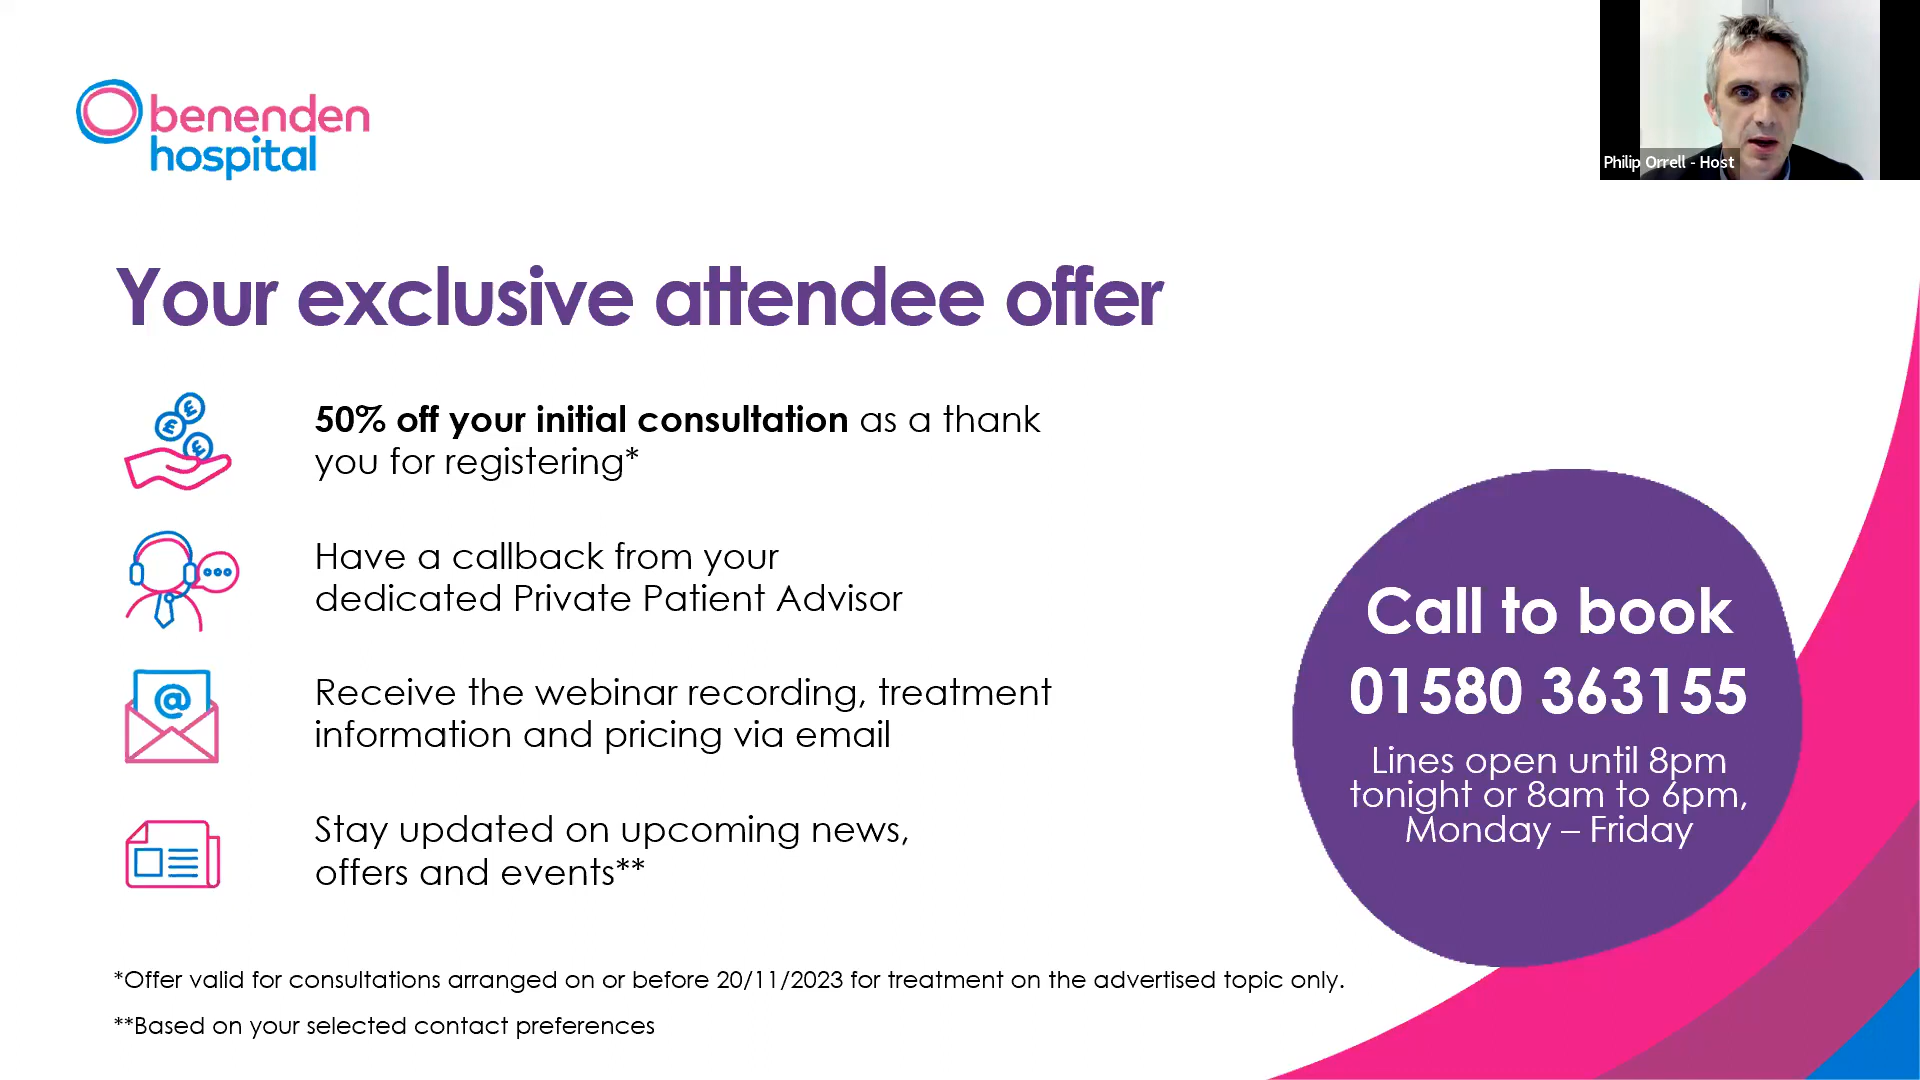 benenden
hospital
Philip Orrell - Host
Your exclusive attendee offer
£
£
£
50% off your initial consultation as a thank
you for registering*
Have a callback from your
dedicated Private Patient Advisor
@
Receive the webinar recording, treatment
information and pricing via email
Stay updated on upcoming news,
offers and events**
Call to book
01580 363155
Lines open until 8pm
tonight or 8am to 6pm,
Monday – Friday
*Offer valid for consultations arranged on or before 20/11/2023 for treatment on the advertised topic only.
**Based on your selected contact preferences